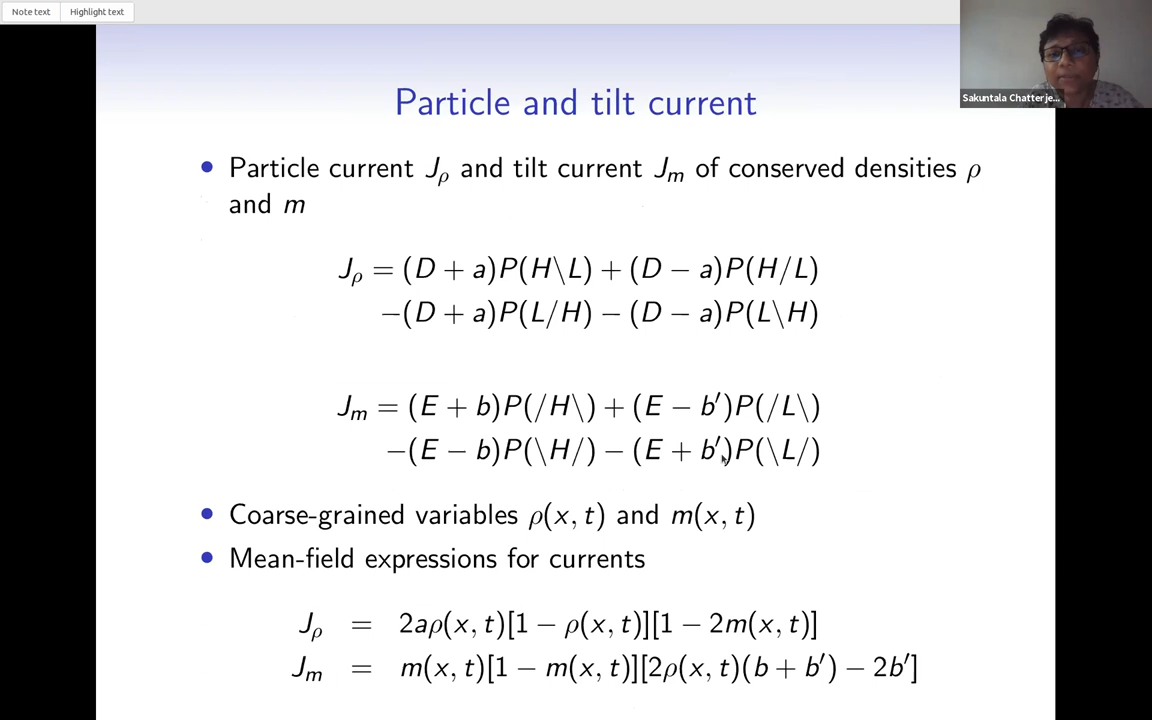 Note text
Highlight text
Sakuntala Chatterje...
Particle and tilt current
• Particle current J_ρ and tilt current J_m of conserved densities ρ
and m
J_ρ = (D + a)P(H\L) + (D − a)P(H/L)
−(D + a)P(L/H) − (D − a)P(L\H)
J_m = (E + b)P(/H\) + (E − b′)P(/L\)
−(E − b)P(\H/) − (E + b′)P(\L/)
• Coarse-grained variables ρ(x, t) and m(x, t)
• Mean-field expressions for currents
J_ρ = 2aρ(x, t)[1 − ρ(x, t)][1 − 2m(x, t)]
J_m = m(x, t)[1 − m(x, t)][2ρ(x, t)(b + b′) − 2b′]